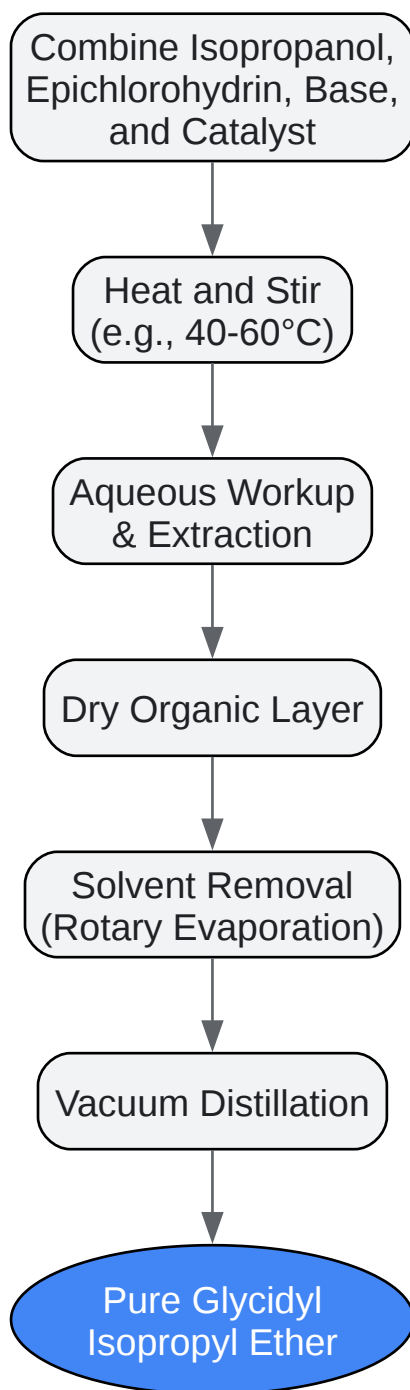 Combine Isopropanol,
Epichlorohydrin, Base,
and Catalyst
Heat and Stir
(e.g., 40-60°C)
Aqueous Workup
& Extraction
Dry Organic Layer
Solvent Removal
(Rotary Evaporation)
Vacuum Distillation
Pure Glycidyl
Isopropyl Ether